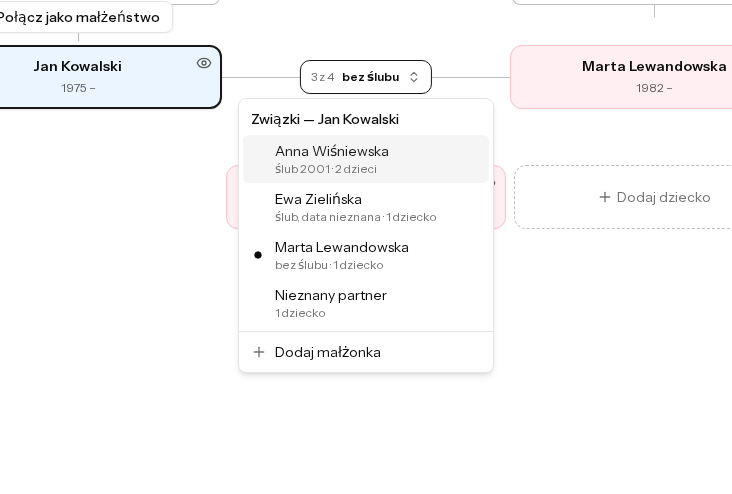 Połącz jako małżeństwo
Jan Kowalski
1975 –
3 z 4 bez ślubu
Marta Lewandowska
1982 –
Związki — Jan Kowalski
Anna Wiśniewska
ślub 2001 · 2 dzieci
Ewa Zielińska
ślub, data nieznana · 1 dziecko
Marta Lewandowska
bez ślubu · 1 dziecko
Nieznany partner
1 dziecko
+ Dodaj małżonka
+ Dodaj dziecko